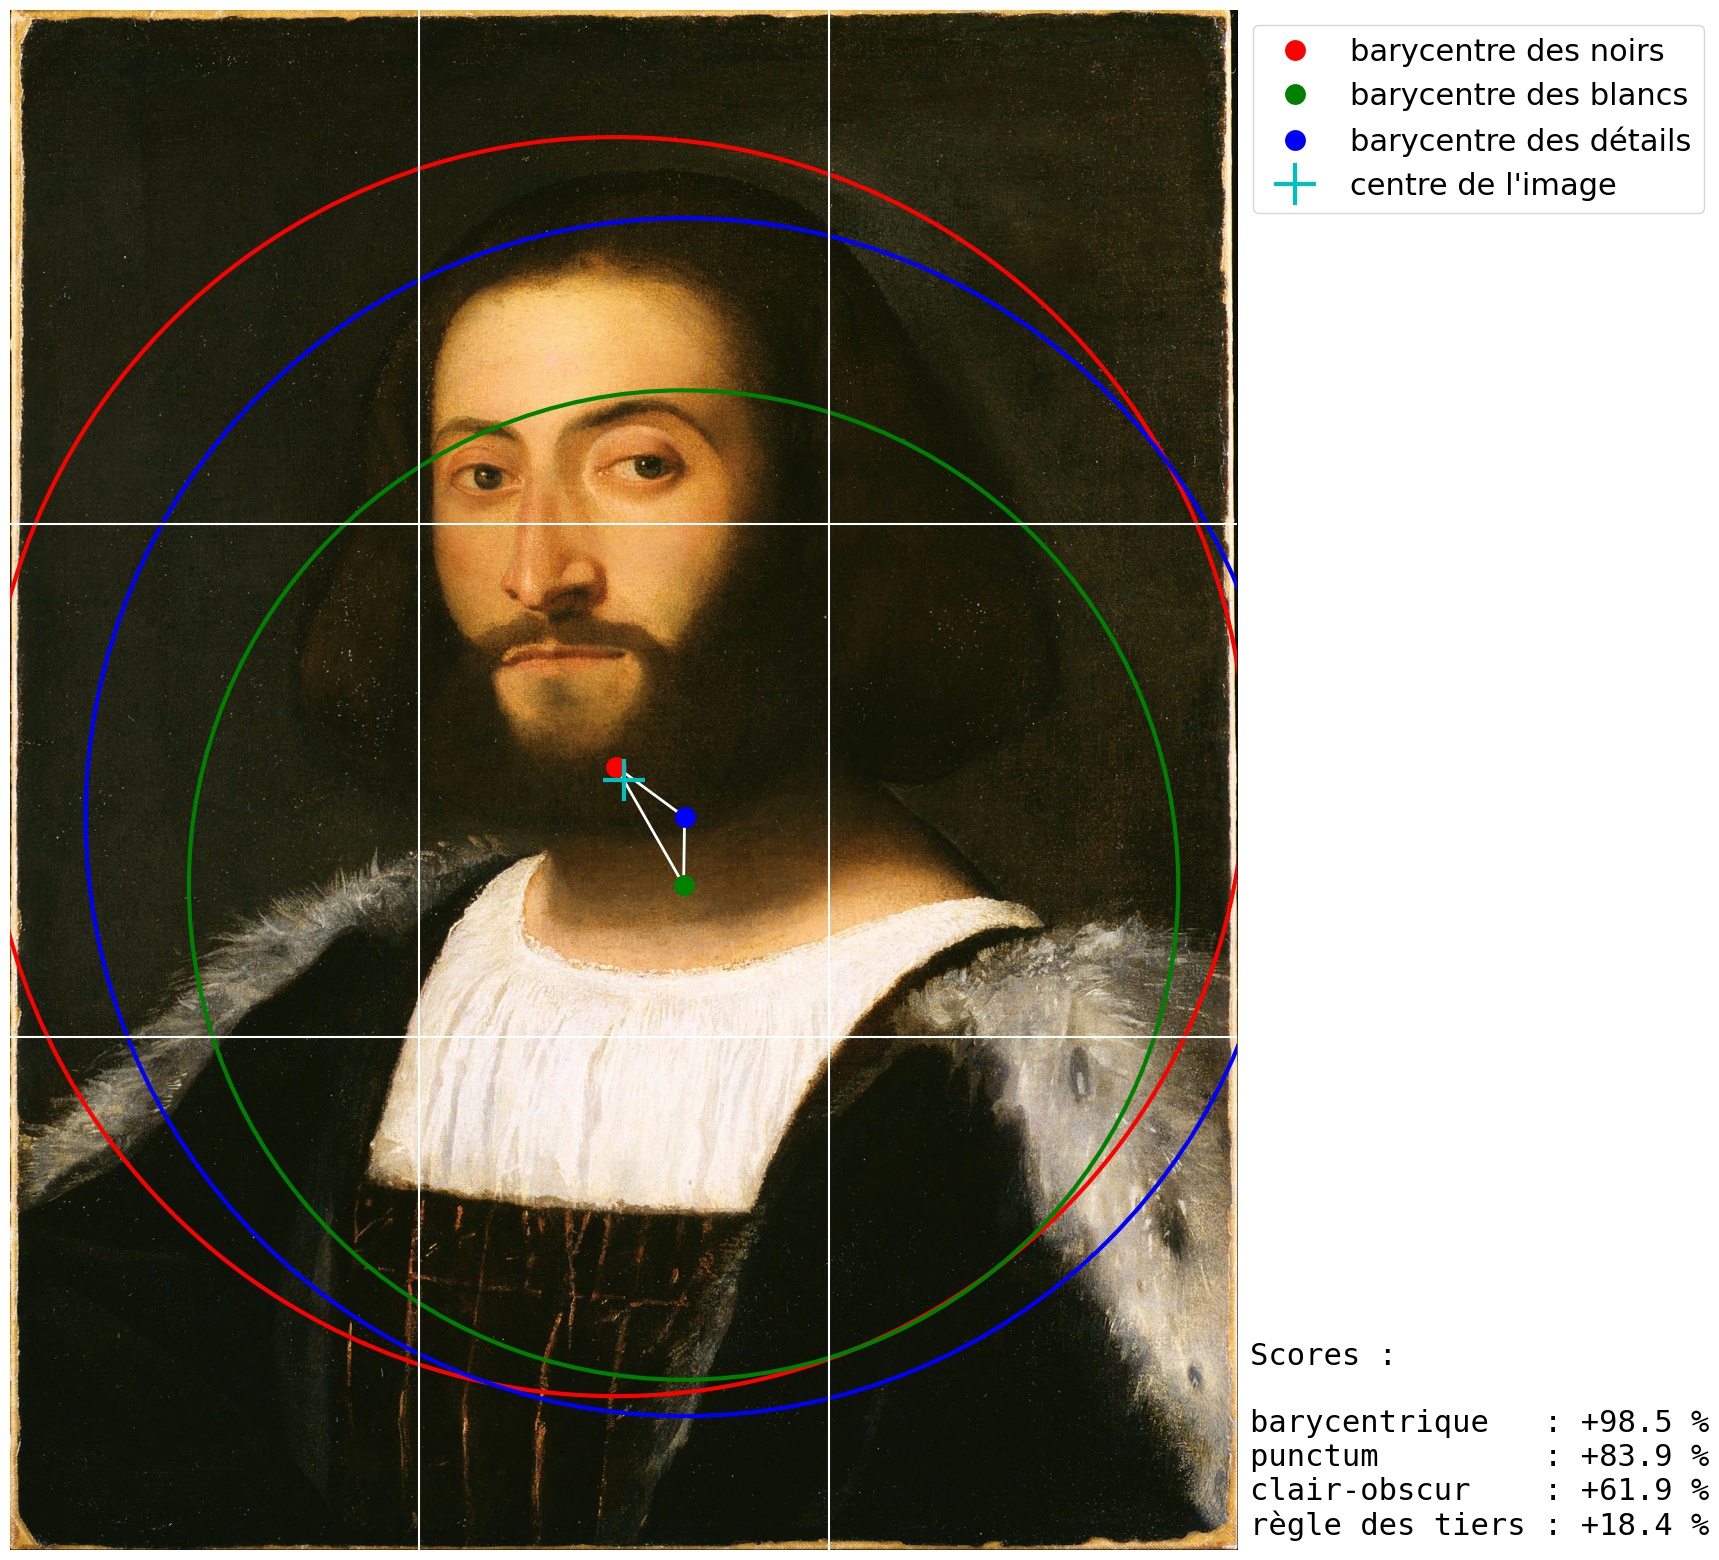 barycentre des noirs
barycentre des blancs
barycentre des détails
centre de l'image
Scores :
barycentrique : +98.5 %
punctum : +83.9 %
clair-obscur : +61.9 %
règle des tiers : +18.4 %